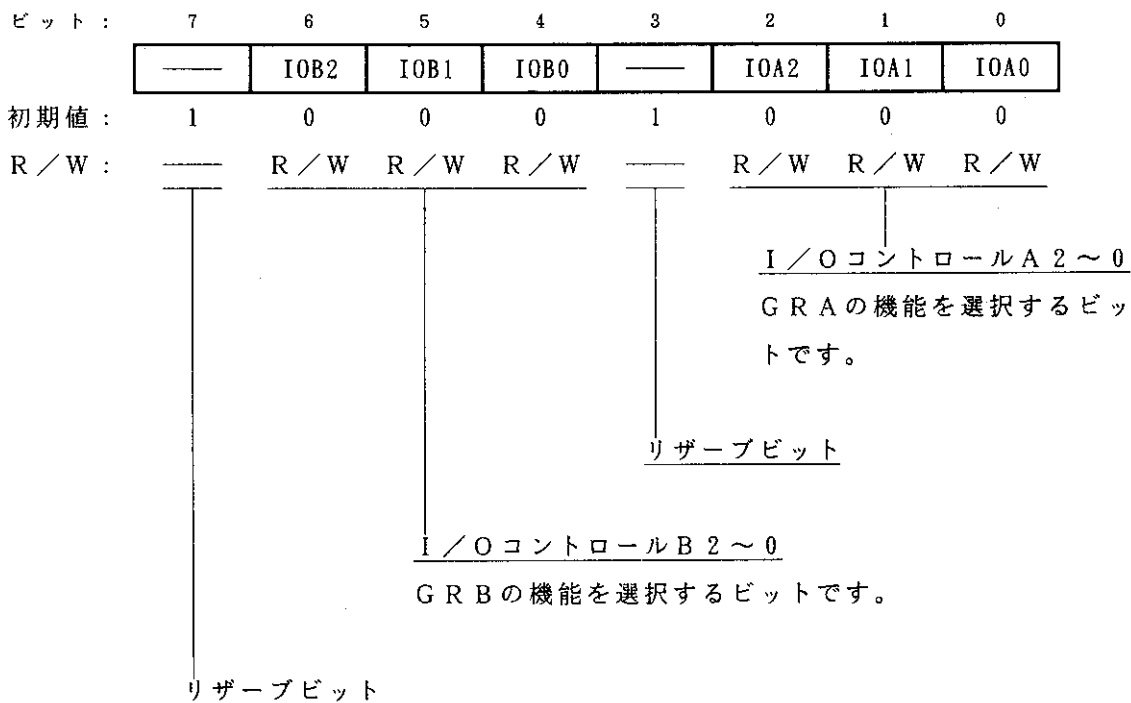 ビット： 7 6 5 4 3 2 1 0
—— IOB2 IOB1 IOB0 —— IOA2 IOA1 IOA0
初期値： 1 0 0 0 1 0 0 0
R／W： —— R／W R／W R／W —— R／W R／W R／W
I／OコントロールA2～0
GRAの機能を選択するビッ
トです。
リザーブビット
I／OコントロールB2～0
GRBの機能を選択するビットです。
リザーブビット